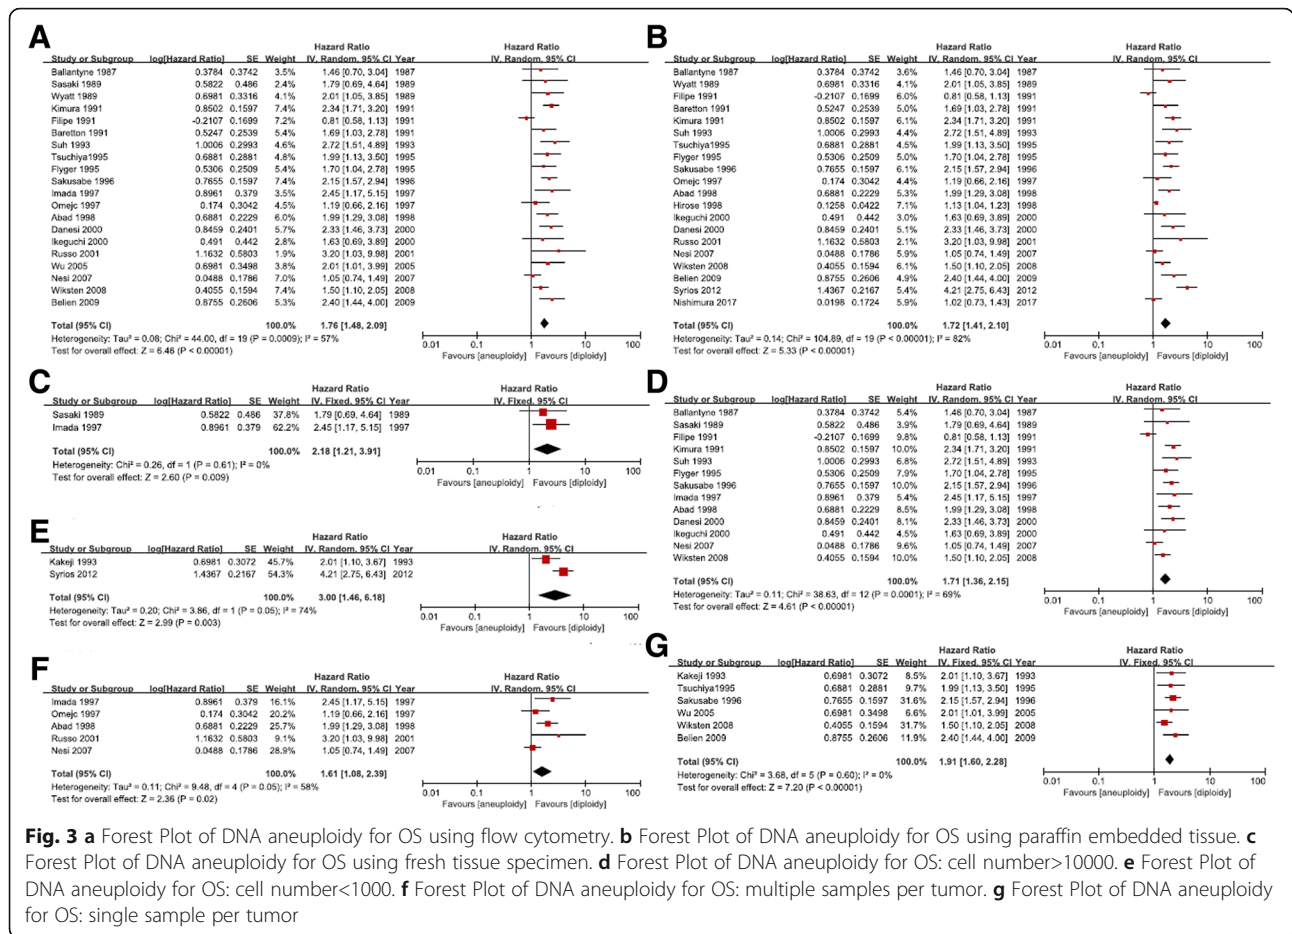 A
Hazard Ratio Hazard Ratio
Study or Subgroup log[Hazard Ratio] SE Weight IV. Random. 95% CI Year IV. Random. 95% CI
Ballantyne 1987 0.3784 0.3742 3.5% 1.46 [0.70, 3.04] 1987
Sasaki 1989 0.5822 0.486 2.4% 1.79 [0.69, 4.64] 1989
Wyatt 1989 0.6981 0.3316 4.1% 2.01 [1.05, 3.85] 1989
Kimura 1991 0.8502 0.1597 7.4% 2.34 [1.71, 3.20] 1991
Filipe 1991 -0.2107 0.1699 7.2% 0.81 [0.58, 1.13] 1991
Baretton 1991 0.5247 0.2539 5.4% 1.69 [1.03, 2.78] 1991
Suh 1993 1.0006 0.2993 4.6% 2.72 [1.51, 4.89] 1993
Tsuchiya1995 0.6881 0.2881 4.8% 1.99 [1.13, 3.50] 1995
Flyger 1995 0.5306 0.2509 5.5% 1.70 [1.04, 2.78] 1995
Sakusabe 1996 0.7655 0.1597 7.4% 2.15 [1.57, 2.94] 1996
Imada 1997 0.8961 0.379 3.5% 2.45 [1.17, 5.15] 1997
Omejc 1997 0.174 0.3042 4.5% 1.19 [0.66, 2.16] 1997
Abad 1998 0.6881 0.2229 6.0% 1.99 [1.29, 3.08] 1998
Danesi 2000 0.8459 0.2401 5.7% 2.33 [1.46, 3.73] 2000
Ikeguchi 2000 0.491 0.442 2.8% 1.63 [0.69, 3.89] 2000
Russo 2001 1.1632 0.5803 1.9% 3.20 [1.03, 9.98] 2001
Wu 2005 0.6981 0.3498 3.8% 2.01 [1.01, 3.99] 2005
Nesi 2007 0.0488 0.1786 7.0% 1.05 [0.74, 1.49] 2007
Wiksten 2008 0.4055 0.1594 7.4% 1.50 [1.10, 2.05] 2008
Belien 2009 0.8755 0.2606 5.3% 2.40 [1.44, 4.00] 2009
Total (95% CI) 100.0% 1.76 [1.48, 2.09]
Heterogeneity: Tau² = 0.08; Chi² = 44.00, df = 19 (P = 0.0009); I² = 57%
Test for overall effect: Z = 6.46 (P < 0.00001)
0.01 0.1 1 10 100
Favours [aneuploidy] Favours [diploidy]
B
Hazard Ratio Hazard Ratio
Study or Subgroup log[Hazard Ratio] SE Weight IV. Random. 95% CI Year IV. Random. 95% CI
Ballantyne 1987 0.3784 0.3742 3.6% 1.46 [0.70, 3.04] 1987
Wyatt 1989 0.6981 0.3316 4.1% 2.01 [1.05, 3.85] 1989
Filipe 1991 -0.2107 0.1699 5.9% 0.81 [0.58, 1.13] 1991
Baretton 1991 0.5247 0.2539 5.0% 1.69 [1.03, 2.78] 1991
Kimura 1991 0.8502 0.1597 6.1% 2.34 [1.71, 3.20] 1991
Suh 1993 1.0006 0.2993 4.4% 2.72 [1.51, 4.89] 1993
Tsuchiya1995 0.6881 0.2881 4.6% 1.99 [1.13, 3.50] 1995
Flyger 1995 0.5306 0.2509 5.0% 1.70 [1.04, 2.78] 1995
Sakusabe 1996 0.7655 0.1597 6.1% 2.15 [1.57, 2.94] 1996
Omejc 1997 0.174 0.3042 4.4% 1.19 [0.66, 2.16] 1997
Abad 1998 0.6881 0.2229 5.3% 1.99 [1.29, 3.08] 1998
Hirose 1998 0.1258 0.0422 7.1% 1.13 [1.04, 1.23] 1998
Ikeguchi 2000 0.491 0.442 3.0% 1.63 [0.69, 3.89] 2000
Danesi 2000 0.8459 0.2401 5.1% 2.33 [1.46, 3.73] 2000
Russo 2001 1.1632 0.5803 2.1% 3.20 [1.03, 9.98] 2001
Nesi 2007 0.0488 0.1786 5.8% 1.05 [0.74, 1.49] 2007
Wiksten 2008 0.4055 0.1594 6.1% 1.50 [1.10, 2.05] 2008
Belien 2009 0.8755 0.2606 4.9% 2.40 [1.44, 4.00] 2009
Syrios 2012 1.4367 0.2167 5.4% 4.21 [2.75, 6.43] 2012
Nishimura 2017 0.0198 0.1724 5.9% 1.02 [0.73, 1.43] 2017
Total (95% CI) 100.0% 1.72 [1.41, 2.10]
Heterogeneity: Tau² = 0.14; Chi² = 104.89, df = 19 (P < 0.00001); I² = 82%
Test for overall effect: Z = 5.33 (P < 0.00001)
0.01 0.1 1 10 100
Favours [aneuploidy] Favours [diploidy]
C
Hazard Ratio Hazard Ratio
Study or Subgroup log[Hazard Ratio] SE Weight IV. Fixed. 95% CI Year IV. Fixed. 95% CI
Sasaki 1989 0.5822 0.486 37.8% 1.79 [0.69, 4.64] 1989
Imada 1997 0.8961 0.379 62.2% 2.45 [1.17, 5.15] 1997
Total (95% CI) 100.0% 2.18 [1.21, 3.91]
Heterogeneity: Chi² = 0.26, df = 1 (P = 0.61); I² = 0%
Test for overall effect: Z = 2.60 (P = 0.009)
0.01 0.1 1 10 100
Favours [aneuploidy] Favours [diploidy]
D
Hazard Ratio Hazard Ratio
Study or Subgroup log[Hazard Ratio] SE Weight IV. Random. 95% CI Year IV. Random. 95% CI
Ballantyne 1987 0.3784 0.3742 5.4% 1.46 [0.70, 3.04] 1987
Sasaki 1989 0.5822 0.486 3.9% 1.79 [0.69, 4.64] 1989
Filipe 1991 -0.2107 0.1699 9.8% 0.81 [0.58, 1.13] 1991
Kimura 1991 0.8502 0.1597 10.0% 2.34 [1.71, 3.20] 1991
Suh 1993 1.0006 0.2993 6.8% 2.72 [1.51, 4.89] 1993
Flyger 1995 0.5306 0.2509 7.9% 1.70 [1.04, 2.78] 1995
Sakusabe 1996 0.7655 0.1597 10.0% 2.15 [1.57, 2.94] 1996
Imada 1997 0.8961 0.379 5.4% 2.45 [1.17, 5.15] 1997
Abad 1998 0.6881 0.2229 8.5% 1.99 [1.29, 3.08] 1998
Danesi 2000 0.8459 0.2401 8.1% 2.33 [1.46, 3.73] 2000
Ikeguchi 2000 0.491 0.442 4.4% 1.63 [0.69, 3.89] 2000
Nesi 2007 0.0488 0.1786 9.6% 1.05 [0.74, 1.49] 2007
Wiksten 2008 0.4055 0.1594 10.0% 1.50 [1.10, 2.05] 2008
Total (95% CI) 100.0% 1.71 [1.36, 2.15]
Heterogeneity: Tau² = 0.11; Chi² = 38.63, df = 12 (P = 0.0001); I² = 69%
Test for overall effect: Z = 4.61 (P < 0.00001)
0.01 0.1 1 10 100
Favours [aneuploidy] Favours [diploidy]
E
Hazard Ratio Hazard Ratio
Study or Subgroup log[Hazard Ratio] SE Weight IV. Random. 95% CI Year IV. Random. 95% CI
Kakeji 1993 0.6981 0.3072 45.7% 2.01 [1.10, 3.67] 1993
Syrios 2012 1.4367 0.2167 54.3% 4.21 [2.75, 6.43] 2012
Total (95% CI) 100.0% 3.00 [1.46, 6.18]
Heterogeneity: Tau² = 0.20; Chi² = 3.86, df = 1 (P = 0.05); I² = 74%
Test for overall effect: Z = 2.99 (P = 0.003)
0.01 0.1 1 10 100
Favours [aneuploidy] Favours [diploidy]
F
Hazard Ratio Hazard Ratio
Study or Subgroup log[Hazard Ratio] SE Weight IV. Random. 95% CI Year IV. Random. 95% CI
Imada 1997 0.8961 0.379 16.1% 2.45 [1.17, 5.15] 1997
Omejc 1997 0.174 0.3042 20.2% 1.19 [0.66, 2.16] 1997
Abad 1998 0.6881 0.2229 25.7% 1.99 [1.29, 3.08] 1998
Russo 2001 1.1632 0.5803 9.1% 3.20 [1.03, 9.98] 2001
Nesi 2007 0.0488 0.1786 28.9% 1.05 [0.74, 1.49] 2007
Total (95% CI) 100.0% 1.61 [1.08, 2.39]
Heterogeneity: Tau² = 0.11; Chi² = 9.48, df = 4 (P = 0.05); I² = 58%
Test for overall effect: Z = 2.36 (P = 0.02)
0.01 0.1 1 10 100
Favours [aneuploidy] Favours [diploidy]
G
Hazard Ratio Hazard Ratio
Study or Subgroup log[Hazard Ratio] SE Weight IV. Fixed. 95% CI Year IV. Fixed. 95% CI
Kakeji 1993 0.6981 0.3072 8.5% 2.01 [1.10, 3.67] 1993
Tsuchiya1995 0.6881 0.2881 9.7% 1.99 [1.13, 3.50] 1995
Sakusabe 1996 0.7655 0.1597 31.6% 2.15 [1.57, 2.94] 1996
Wu 2005 0.6981 0.3498 6.6% 2.01 [1.01, 3.99] 2005
Wiksten 2008 0.4055 0.1594 31.7% 1.50 [1.10, 2.05] 2008
Belien 2009 0.8755 0.2606 11.9% 2.40 [1.44, 4.00] 2009
Total (95% CI) 100.0% 1.91 [1.60, 2.28]
Heterogeneity: Chi² = 3.68, df = 5 (P = 0.60); I² = 0%
Test for overall effect: Z = 7.20 (P < 0.00001)
0.01 0.1 1 10 100
Favours [aneuploidy] Favours [diploidy]
Fig. 3 a Forest Plot of DNA aneuploidy for OS using flow cytometry. b Forest Plot of DNA aneuploidy for OS using paraffin embedded tissue. c
Forest Plot of DNA aneuploidy for OS using fresh tissue specimen. d Forest Plot of DNA aneuploidy for OS: cell number>10000. e Forest Plot of
DNA aneuploidy for OS: cell number<1000. f Forest Plot of DNA aneuploidy for OS: multiple samples per tumor. g Forest Plot of DNA aneuploidy
for OS: single sample per tumor